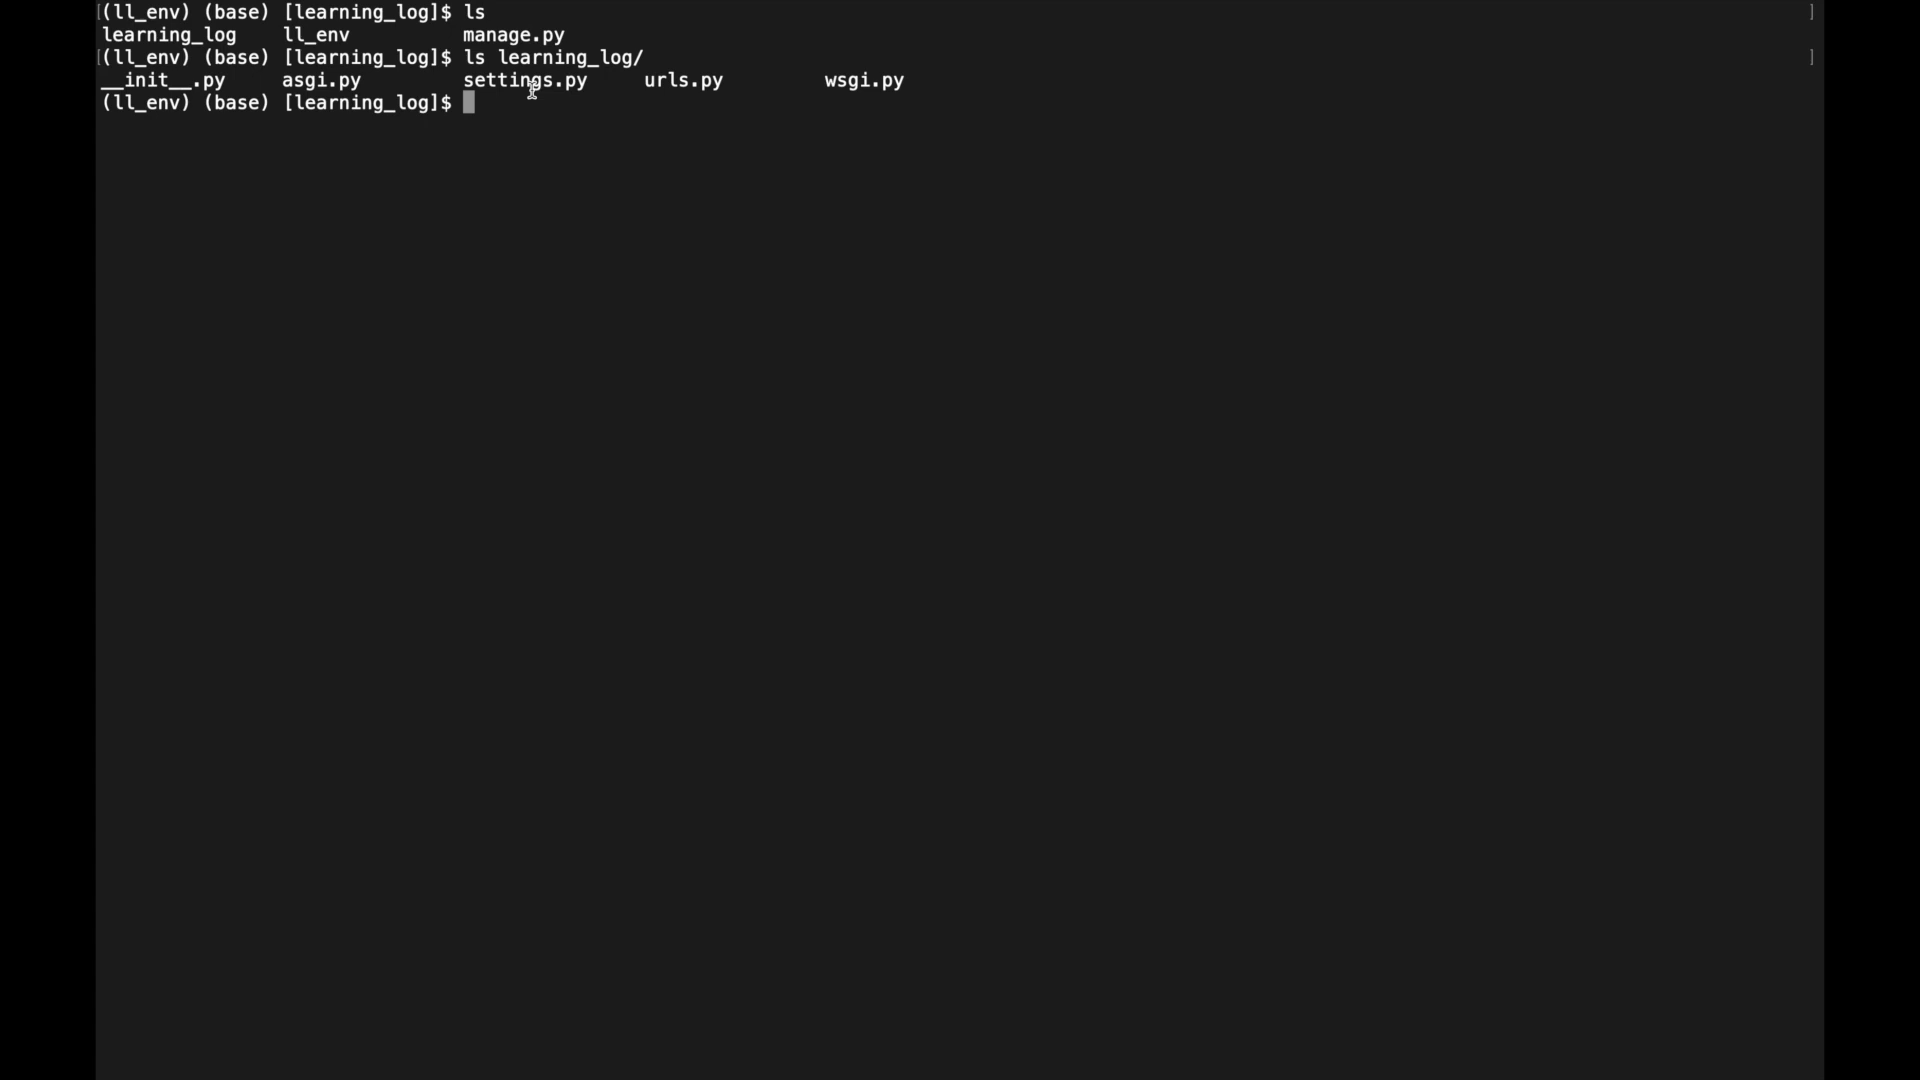 [(ll_env) (base) [learning_log]$ ls ]
learning_log ll_env manage.py
[(ll_env) (base) [learning_log]$ ls learning_log/ ]
__init__.py asgi.py settings.py urls.py wsgi.py
(ll_env) (base) [learning_log]$